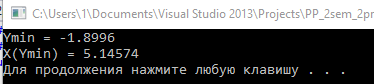 C:\Users\1\Documents\Visual Studio 2013\Projects\PP_2sem_2pr
Ymin = -1.8996
X(Ymin) = 5.14574
Для продолжения нажмите любую клавишу . . .